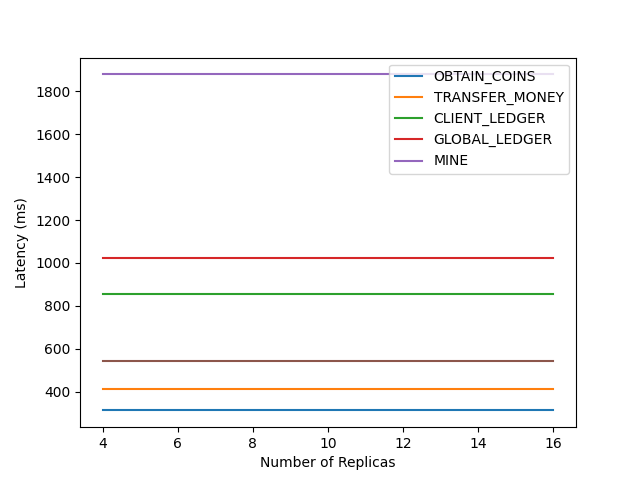 OBTAIN_COINS
TRANSFER_MONEY
CLIENT_LEDGER
GLOBAL_LEDGER
MINE
1800
1600
1400
1200
1000
800
600
400
Latency (ms)
4 6 8 10 12 14 16
Number of Replicas